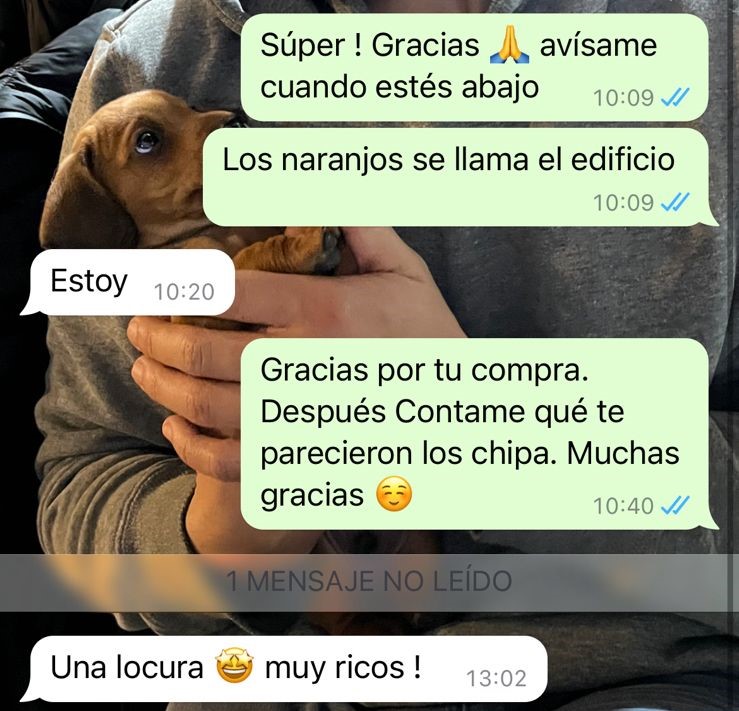 Súper ! Gracias 🙏 avísame
cuando estés abajo
10:09
Los naranjos se llama el edificio
10:09
Estoy
10:20
Gracias por tu compra.
Después Contame qué te
parecieron los chipa. Muchas
gracias ☺️
10:40
1 MENSAJE NO LEÍDO
Una locura 🤩 muy ricos !
13:02